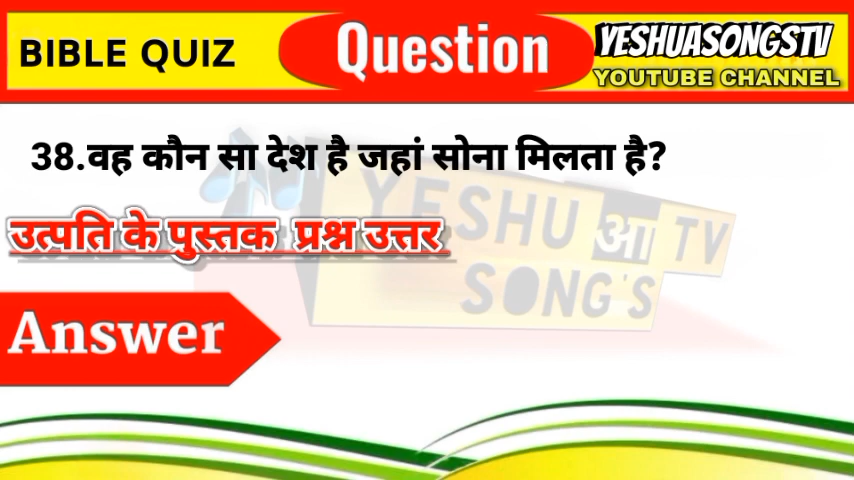 BIBLE QUIZ
Question
YESHUASONGSTV
YOUTUBE CHANNEL
38.वह कौन सा देश है जहां सोना मिलता है?
उत्पति के पुस्तक प्रश्न उत्तर
YESHU आ TV
SONG'S
Answer